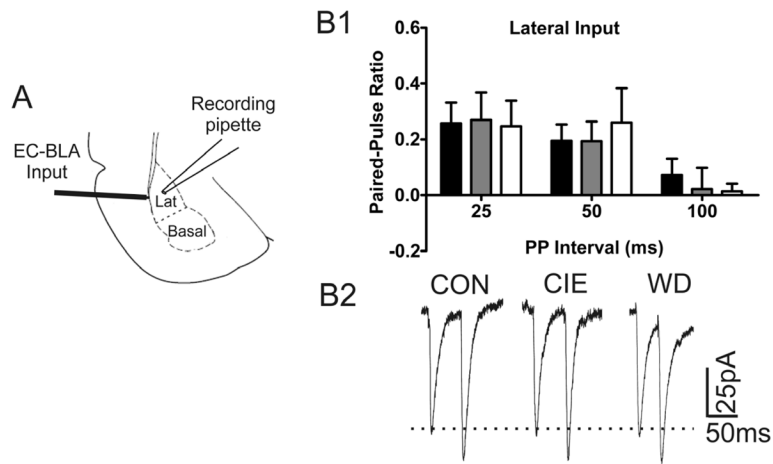 A
Recording
pipette
EC-BLA
Input
Lat
Basal
B1
Lateral Input
Paired-Pulse Ratio
0.6
0.4
0.2
0.0
-0.2
25
50
100
PP Interval (ms)
B2
CON
CIE
WD
25pA
50ms